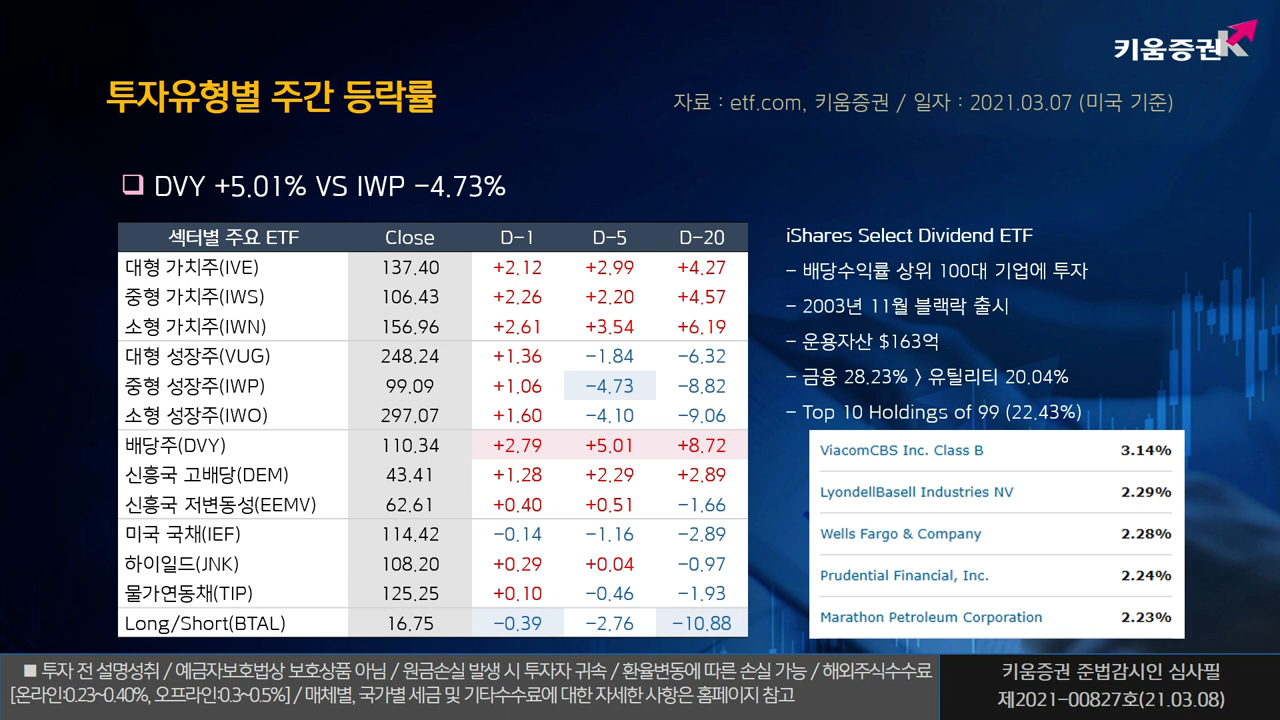 키움증권
투자유형별 주간 등락률
자료 : etf.com, 키움증권 / 일자 : 2021.03.07 (미국 기준)
❑ DVY +5.01% VS IWP -4.73%
섹터별 주요 ETF Close D-1 D-5 D-20
대형 가치주(IVE) 137.40 +2.12 +2.99 +4.27
중형 가치주(IWS) 106.43 +2.26 +2.20 +4.57
소형 가치주(IWN) 156.96 +2.61 +3.54 +6.19
대형 성장주(VUG) 248.24 +1.36 -1.84 -6.32
중형 성장주(IWP) 99.09 +1.06 -4.73 -8.82
소형 성장주(IWO) 297.07 +1.60 -4.10 -9.06
배당주(DVY) 110.34 +2.79 +5.01 +8.72
신흥국 고배당(DEM) 43.41 +1.28 +2.29 +2.89
신흥국 저변동성(EEMV) 62.61 +0.40 +0.51 -1.66
미국 국채(IEF) 114.42 -0.14 -1.16 -2.89
하이일드(JNK) 108.20 +0.29 +0.04 -0.97
물가연동채(TIP) 125.25 +0.10 -0.46 -1.93
Long/Short(BTAL) 16.75 -0.39 -2.76 -10.88
iShares Select Dividend ETF
- 배당수익률 상위 100대 기업에 투자
- 2003년 11월 블랙락 출시
- 운용자산 $163억
- 금융 28.23% > 유틸리티 20.04%
- Top 10 Holdings of 99 (22.43%)
ViacomCBS Inc. Class B 3.14%
LyondellBasell Industries NV 2.29%
Wells Fargo & Company 2.28%
Prudential Financial, Inc. 2.24%
Marathon Petroleum Corporation 2.23%
■ 투자 전 설명성취 / 예금자보호법상 보호상품 아님 / 원금손실 발생 시 투자자 귀속 / 환율변동에 따른 손실 가능 / 해외주식수수료
[온라인:0.23~0.40%, 오프라인:0.3~0.5%] / 매체별, 국가별 세금 및 기타수수료에 대한 자세한 사항은 홈페이지 참고
키움증권 준법감시인 심사필
제2021-00827호(21.03.08)